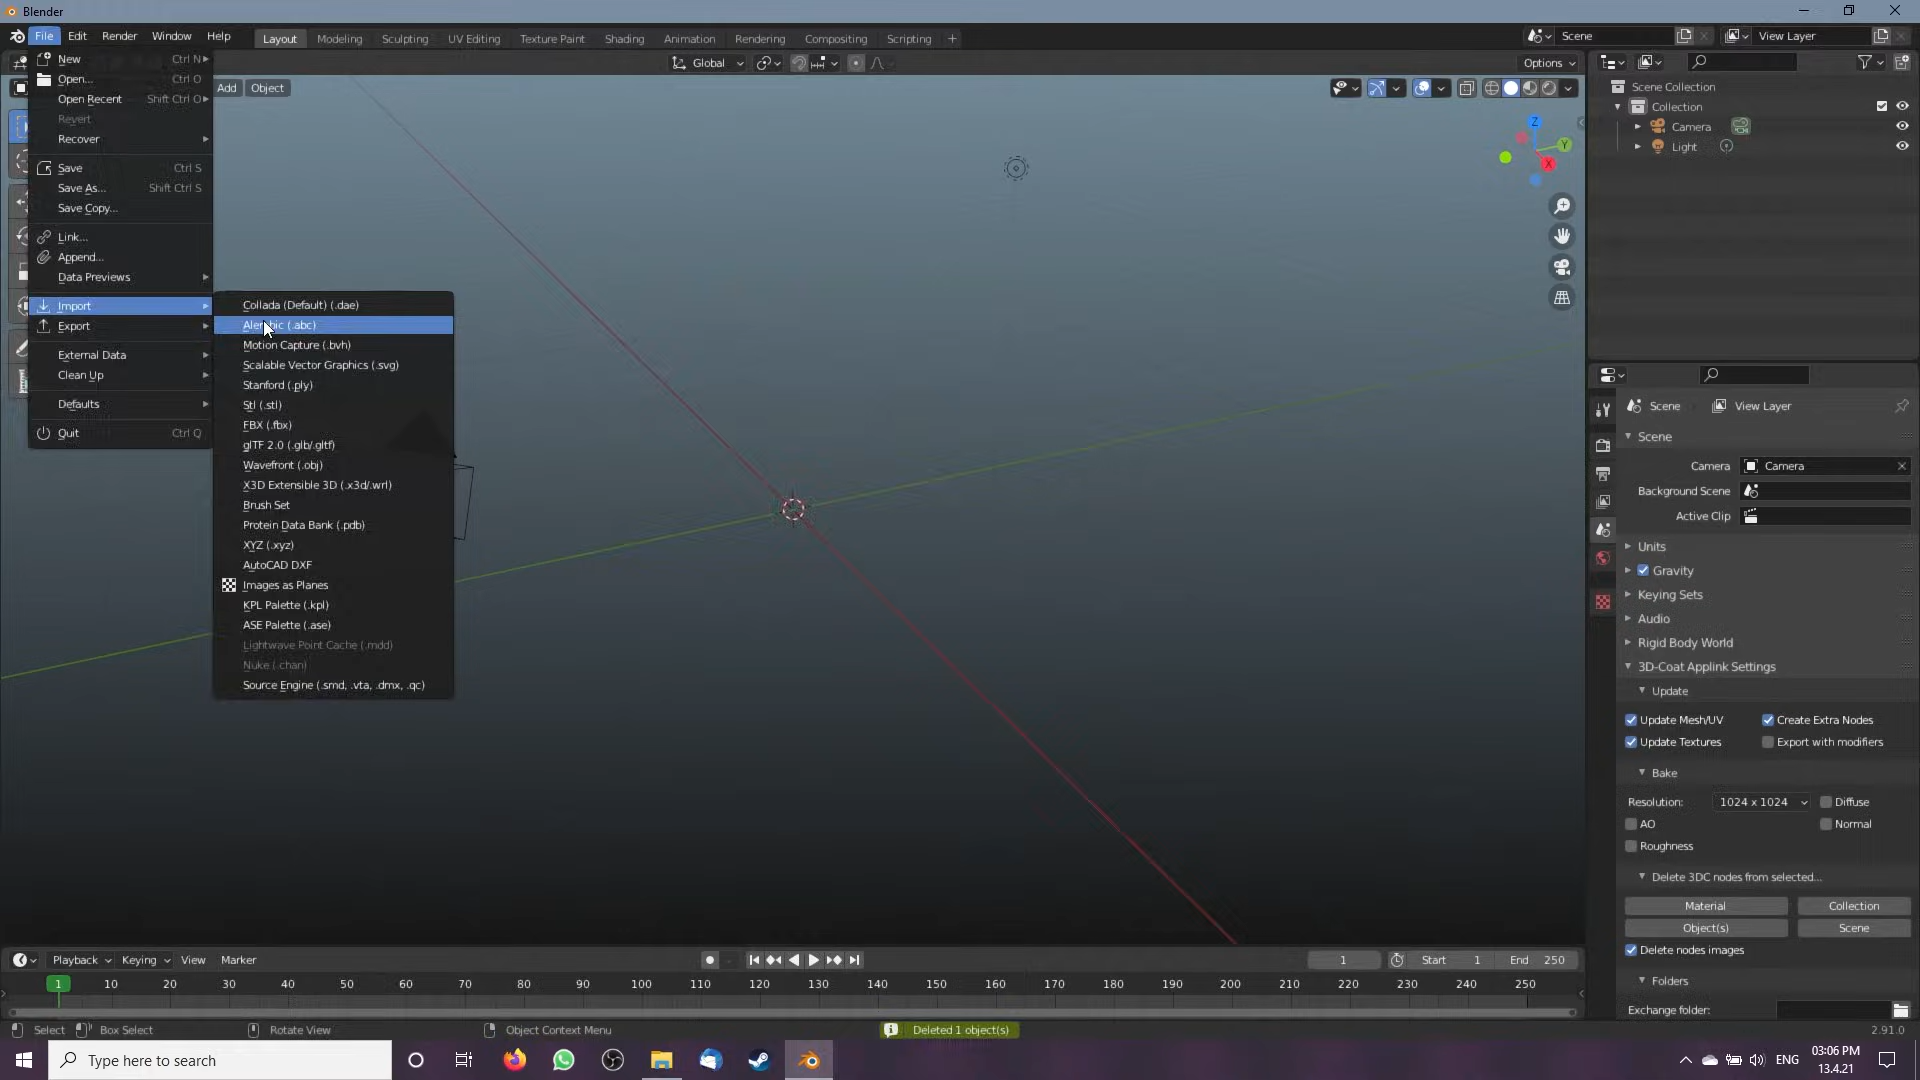 Blender
File Edit Render Window Help Layout Modeling Sculpting UV Editing Texture Paint Shading Animation Rendering Compositing Scripting + Scene View Layer
Global Options
Add Object
New Ctrl N
Open... Ctrl O
Open Recent Shift Ctrl O
Revert
Recover
Save Ctrl S
Save As... Shift Ctrl S
Save Copy...
Link...
Append...
Data Previews
Import
Export
External Data
Clean Up
Defaults
Quit Ctrl Q
Collada (Default) (.dae)
Alembic (.abc)
Motion Capture (.bvh)
Scalable Vector Graphics (.svg)
Stanford (.ply)
Stl (.stl)
FBX (.fbx)
glTF 2.0 (.glb/.gltf)
Wavefront (.obj)
X3D Extensible 3D (.x3d/.wrl)
Brush Set
Protein Data Bank (.pdb)
XYZ (.xyz)
AutoCAD DXF
Images as Planes
KPL Palette (.kpl)
ASE Palette (.ase)
Lightwave Point Cache (.mdd)
Nuke (.chan)
Source Engine (.smd, .vta, .dmx, .qc)
Z
Y
X
Scene Collection
Collection
Camera
Light
Scene View Layer
Scene
Camera Camera
Background Scene
Active Clip
Units
Gravity
Keying Sets
Audio
Rigid Body World
3D-Coat Applink Settings
Update
Update Mesh/UV Create Extra Nodes
Update Textures Export with modifiers
Bake
Resolution: 1024 x 1024 Diffuse
AO Normal
Roughness
Delete 3DC nodes from selected...
Material Collection
Object(s) Scene
Delete nodes images
Folders
Exchange folder:
Playback Keying View Marker 1 Start 1 End 250
1 10 20 30 40 50 60 70 80 90 100 110 120 130 140 150 160 170 180 190 200 210 220 230 240 250
Select Box Select Rotate View Object Context Menu Deleted 1 object(s) 2.91.0
Type here to search ENG 03:06 PM
13.4.21